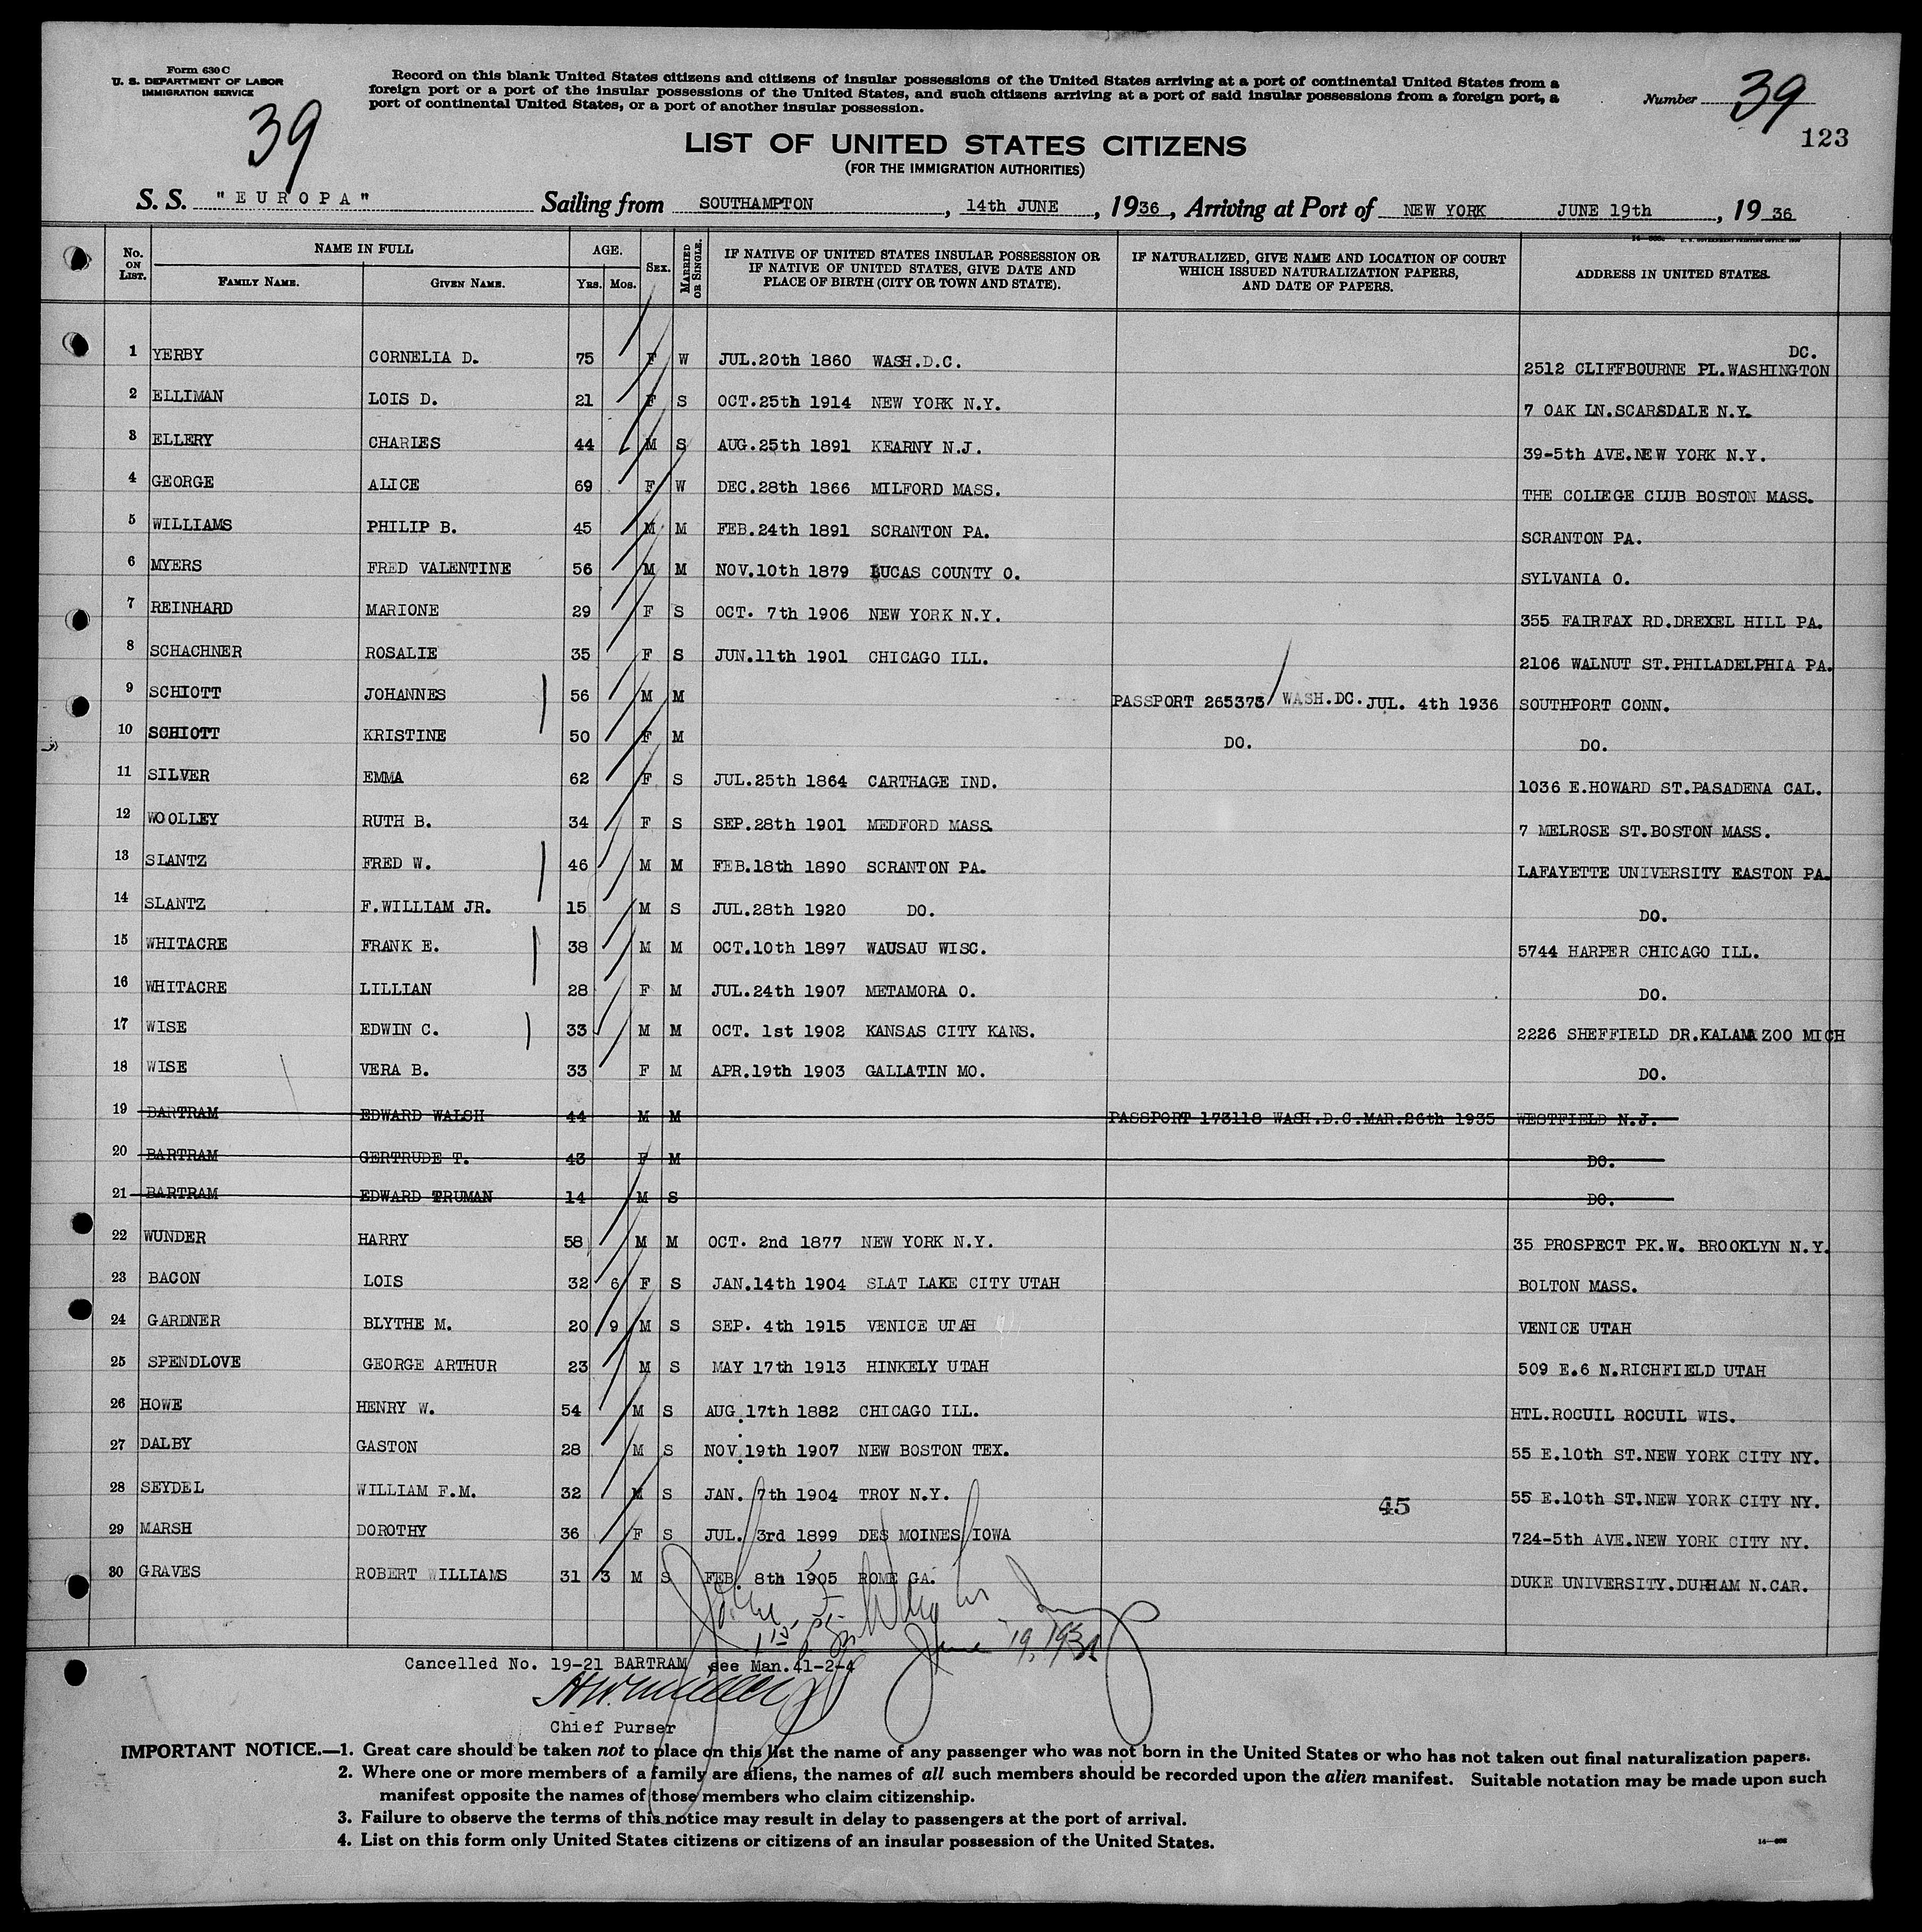 Form 630 C
U. S. DEPARTMENT OF LABOR
IMMIGRATION SERVICE
39
Record on this blank United States citizens and citizens of insular possessions of the United States arriving at a port of continental United States from a
foreign port or a port of the insular possessions of the United States, and such citizens arriving at a port of said insular possessions from a foreign port, a
port of continental United States, or a port of another insular possession.
Number 39
123
LIST OF UNITED STATES CITIZENS
(FOR THE IMMIGRATION AUTHORITIES)
S. S. "EUROPA" Sailing from SOUTHAMPTON, 14th JUNE, 1936, Arriving at Port of NEW YORK JUNE 19th, 1936
No. ON LIST. NAME IN FULL FAMILY NAME. GIVEN NAME. AGE. YRS. MOS. SEX. MARRIED OR SINGLE. IF NATIVE OF UNITED STATES INSULAR POSSESSION OR IF NATIVE OF UNITED STATES, GIVE DATE AND PLACE OF BIRTH (CITY OR TOWN AND STATE). IF NATURALIZED, GIVE NAME AND LOCATION OF COURT WHICH ISSUED NATURALIZATION PAPERS, AND DATE OF PAPERS. ADDRESS IN UNITED STATES.
1 YERBY CORNELIA D. 75 F W JUL.20th 1860 WASH.D.C. 2512 CLIFFBOURNE PL.WASHINGTON DC.
2 ELLIMAN LOIS D. 21 F S OCT.25th 1914 NEW YORK N.Y. 7 OAK LN.SCARSDALE N.Y.
3 ELLERY CHARLES 44 M S AUG.25th 1891 KEARNY N.J. 39-5th AVE.NEW YORK N.Y.
4 GEORGE ALICE 69 F W DEC.28th 1866 MILFORD MASS. THE COLLEGE CLUB BOSTON MASS.
5 WILLIAMS PHILIP B. 45 M M FEB.24th 1891 SCRANTON PA. SCRANTON PA.
6 MYERS FRED VALENTINE 56 M M NOV.10th 1879 LUCAS COUNTY O. SYLVANIA O.
7 REINHARD MARIONE 29 F S OCT. 7th 1906 NEW YORK N.Y. 355 FAIRFAX RD.DREXEL HILL PA.
8 SCHACHNER ROSALIE 35 F S JUN.11th 1901 CHICAGO ILL. 2106 WALNUT ST.PHILADELPHIA PA.
9 SCHIOTT JOHANNES 56 M M PASSPORT 265373 WASH.DC. JUL. 4th 1936 SOUTHPORT CONN.
10 SCHIOTT KRISTINE 50 F M DO. DO.
11 SILVER EMMA 62 F S JUL.25th 1864 CARTHAGE IND. 1036 E.HOWARD ST.PASADENA CAL.
12 WOOLLEY RUTH B. 34 F S SEP.28th 1901 MEDFORD MASS. 7 MELROSE ST.BOSTON MASS.
13 SLANTZ FRED W. 46 M M FEB.18th 1890 SCRANTON PA. LAFAYETTE UNIVERSITY EASTON PA.
14 SLANTZ F.WILLIAM JR. 15 M S JUL.28th 1920 DO. DO.
15 WHITACRE FRANK E. 38 M M OCT.10th 1897 WAUSAU WISC. 5744 HARPER CHICAGO ILL.
16 WHITACRE LILLIAN 28 F M JUL.24th 1907 METAMORA O. DO.
17 WISE EDWIN C. 33 M M OCT. 1st 1902 KANSAS CITY KANS. 2226 SHEFFIELD DR.KALAMAZOO MICH
18 WISE VERA B. 33 F M APR.19th 1903 GALLATIN MO. DO.
19 BARTRAM EDWARD WALSH 44 M M PASSPORT 173118 WASH.D.C.MAR.26th 1935 WESTFIELD N.J.
20 BARTRAM GERTRUDE T. 43 F M DO.
21 BARTRAM EDWARD TRUMAN 14 M S DO.
22 WUNDER HARRY 58 M M OCT. 2nd 1877 NEW YORK N.Y. 35 PROSPECT PK.W. BROOKLYN N.Y.
23 BACON LOIS 32 6 F S JAN.14th 1904 SLAT LAKE CITY UTAH BOLTON MASS.
24 GARDNER BLYTHE M. 20 9 M S SEP. 4th 1915 VENICE UTAH VENICE UTAH
25 SPENDLOVE GEORGE ARTHUR 23 M S MAY 17th 1913 HINKELY UTAH 509 E.6 N.RICHFIELD UTAH
26 HOWE HENRY W. 54 M S AUG.17th 1882 CHICAGO ILL. HTL.ROCUIL ROCUIL WIS.
27 DALBY GASTON 28 M S NOV.19th 1907 NEW BOSTON TEX. 55 E.10th ST.NEW YORK CITY NY.
28 SEYDEL WILLIAM F.M. 32 M S JAN. 7th 1904 TROY N.Y. 55 E.10th ST.NEW YORK CITY NY.
45
29 MARSH DOROTHY 36 F S JUL. 3rd 1899 DES MOINES IOWA 724-5th AVE.NEW YORK CITY NY.
30 GRAVES ROBERT WILLIAMS 31 3 M S FEB. 8th 1905 ROME GA. DUKE UNIVERSITY.DURHAM N.CAR.
June 19, 1936
Cancelled No. 19-21 BARTRAM see Man.41-2-4
Chief Purser
IMPORTANT NOTICE.—1. Great care should be taken not to place on this list the name of any passenger who was not born in the United States or who has not taken out final naturalization papers.
2. Where one or more members of a family are aliens, the names of all such members should be recorded upon the alien manifest. Suitable notation may be made upon such
manifest opposite the names of those members who claim citizenship.
3. Failure to observe the terms of this notice may result in delay to passengers at the port of arrival.
4. List on this form only United States citizens or citizens of an insular possession of the United States.